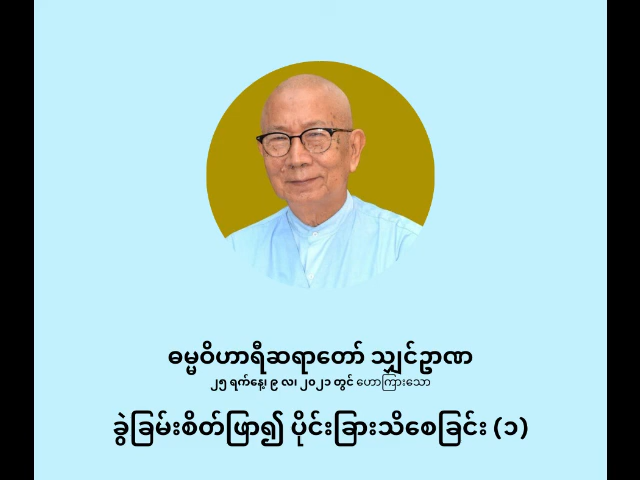 ဓမ္မဝိဟာရီဆရာတော် သျှင်ဉာဏ
၂၅ ရက်နေ့၊ ၉ လ၊ ၂၀၂၁ တွင် ဟောကြားသော
ခွဲခြမ်းစိတ်ဖြာ၍ ပိုင်းခြားသိစေခြင်း (၁)